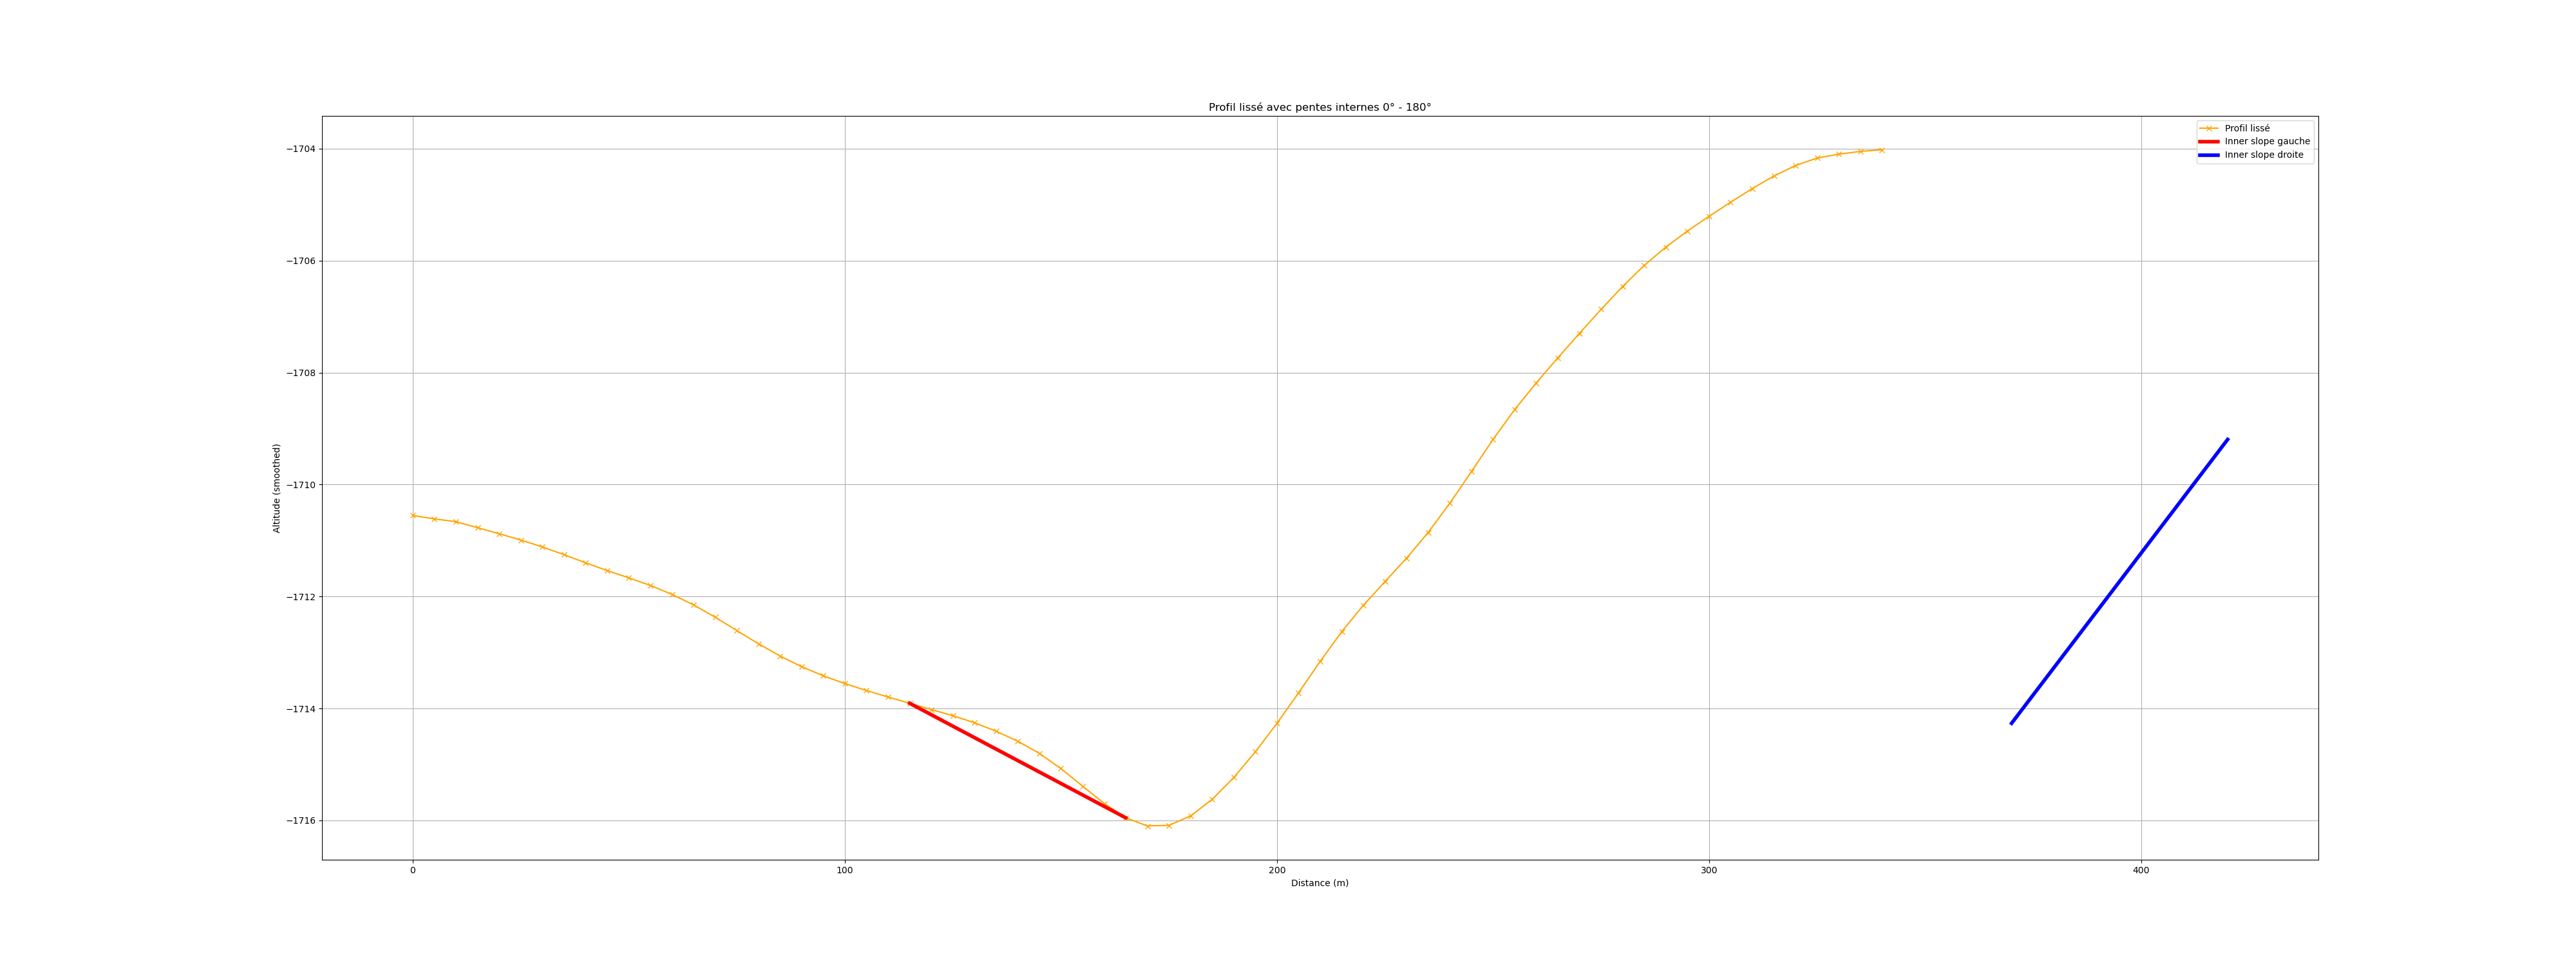 Profil lissé avec pentes internes 0° - 180°
Profil lissé
Inner slope gauche
Inner slope droite
Altitude (smoothed)
−1704
−1706
−1708
−1710
−1712
−1714
−1716
0 100 200 300 400
Distance (m)